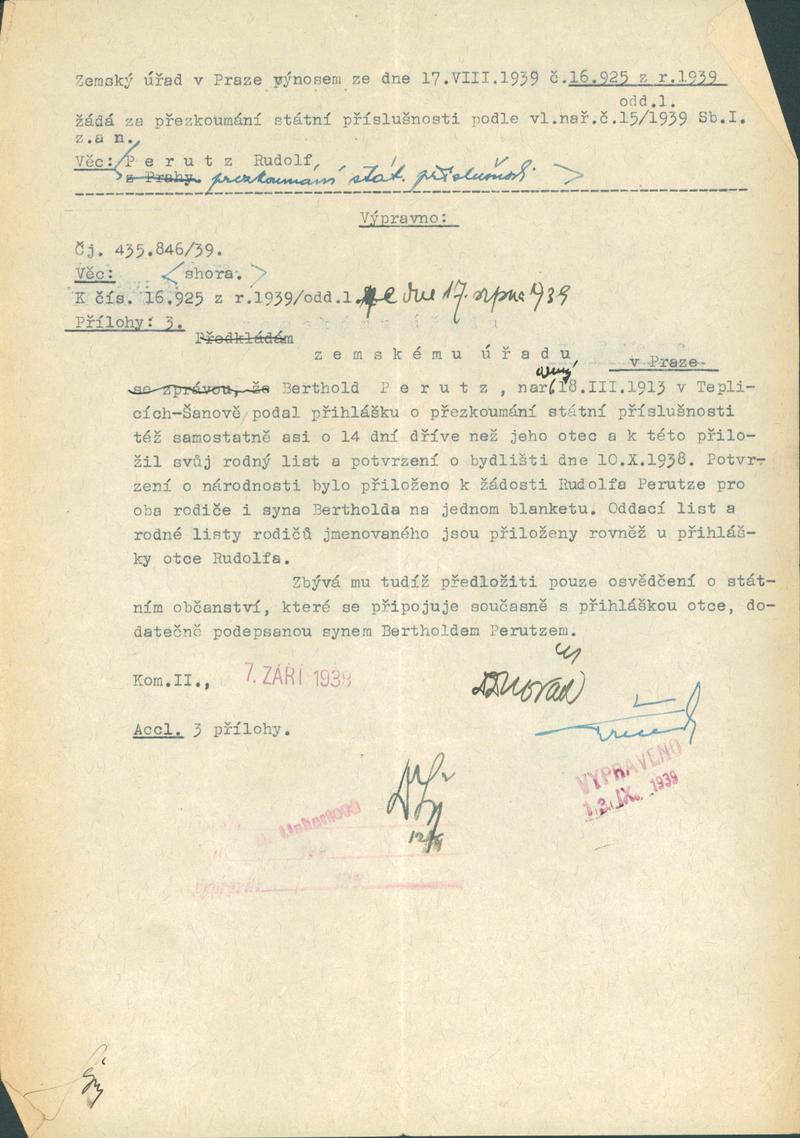 Zemský úřad v Praze výnosem ze dne 17.VIII.1939 č.16.925 z r.1939
odd.1.
žádá za přezkoumání státní příslušnosti podle vl.nař.č.15/1939 Sb.I.
z.a n.
Věc: P e r u t z Rudolf,
z Prahy. přezkoumání stát. příslušnosti.
Výpravno:
Čj. 435.846/39.
Věc: shora.
K čís. 16.925 z r.1939/odd.1. ze dne 17. srpna 1939
Přílohy: 3.
Předkládám
z e m s k é m u ú ř a d u v Praze
se zprávou, že Berthold P e r u t z , nar. 18.III.1913 v Tepli-
cích-Šanově podal přihlášku o přezkoumání státní příslušnosti
též samostatně asi o 14 dní dříve než jeho otec a k této přilo-
žil svůj rodný list a potvrzení o bydlišti dne 10.X.1938. Potvr-
zení o národnosti bylo přiloženo k žádosti Rudolfa Perutze pro
oba rodiče i syna Bertholda na jednom blanketu. Oddací list a
rodné listy rodičů jmenovaného jsou přiloženy rovněž u přihláš-
ky otce Rudolfa.
Zbývá mu tudíž předložiti pouze osvědčení o stát-
ním občanství, které se připojuje současně s přihláškou otce, do-
datečně podepsanou synem Bertholdem Perutzem.
Kom.II., 7. ZÁŘÍ 1939
Accl. 3 přílohy.
VYPRAVENO
13. IX. 1939